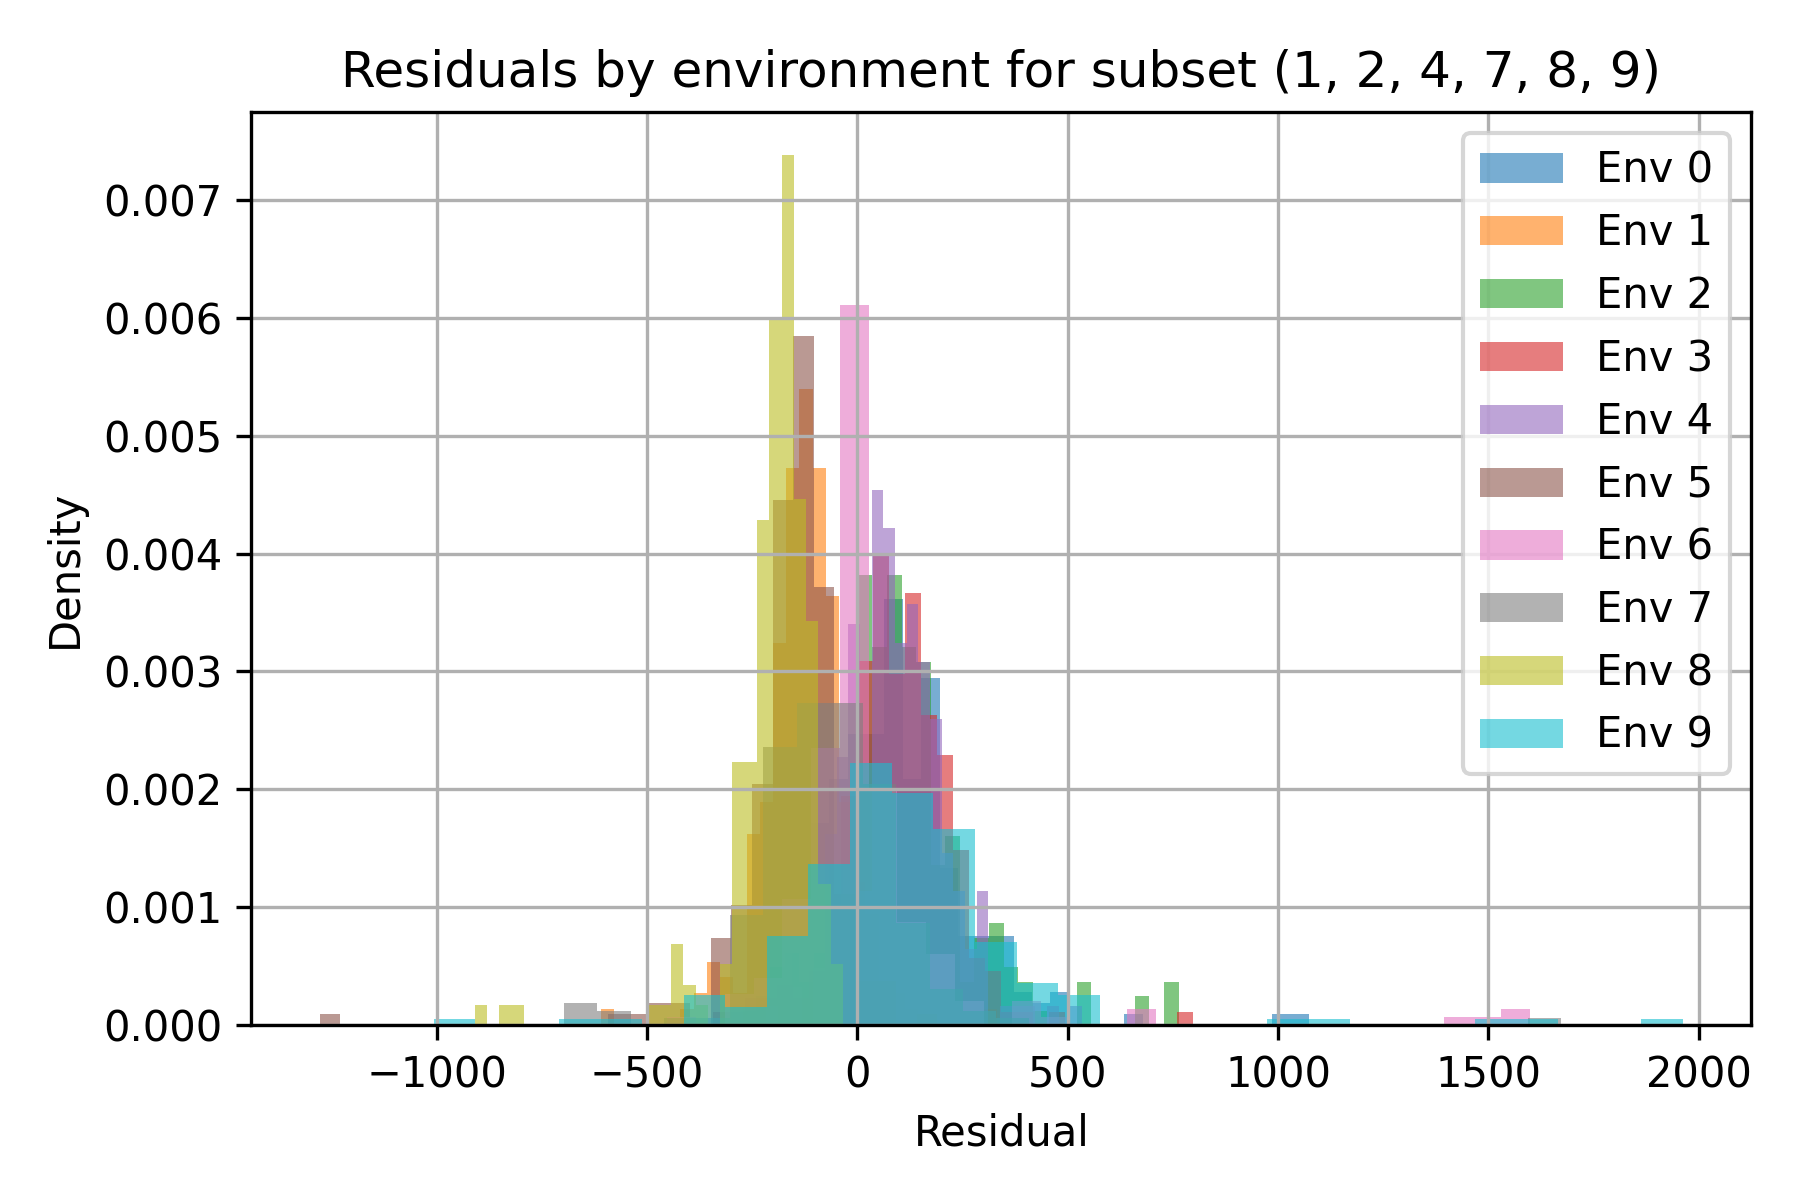 Residuals by environment for subset (1, 2, 4, 7, 8, 9)
Env 0
Env 1
Env 2
Env 3
Env 4
Env 5
Env 6
Env 7
Env 8
Env 9
0.007
0.006
0.005
0.004
0.003
0.002
0.001
0.000
Density
−1000 −500 0 500 1000 1500 2000
Residual